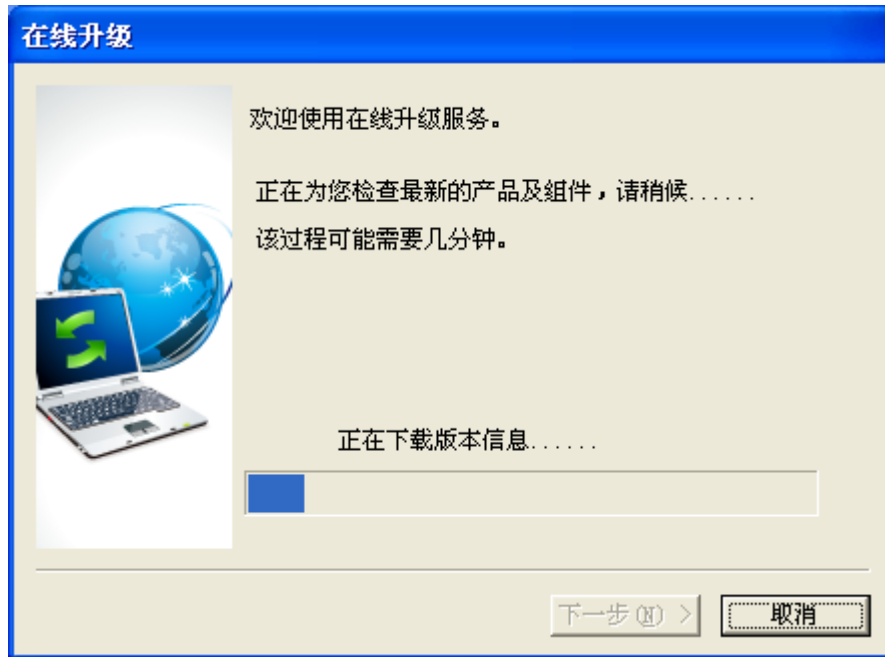 在线升级
欢迎使用在线升级服务。
正在为您检查最新的产品及组件，请稍候......
该过程可能需要几分钟。
正在下载版本信息......
下一步(N) >
取消